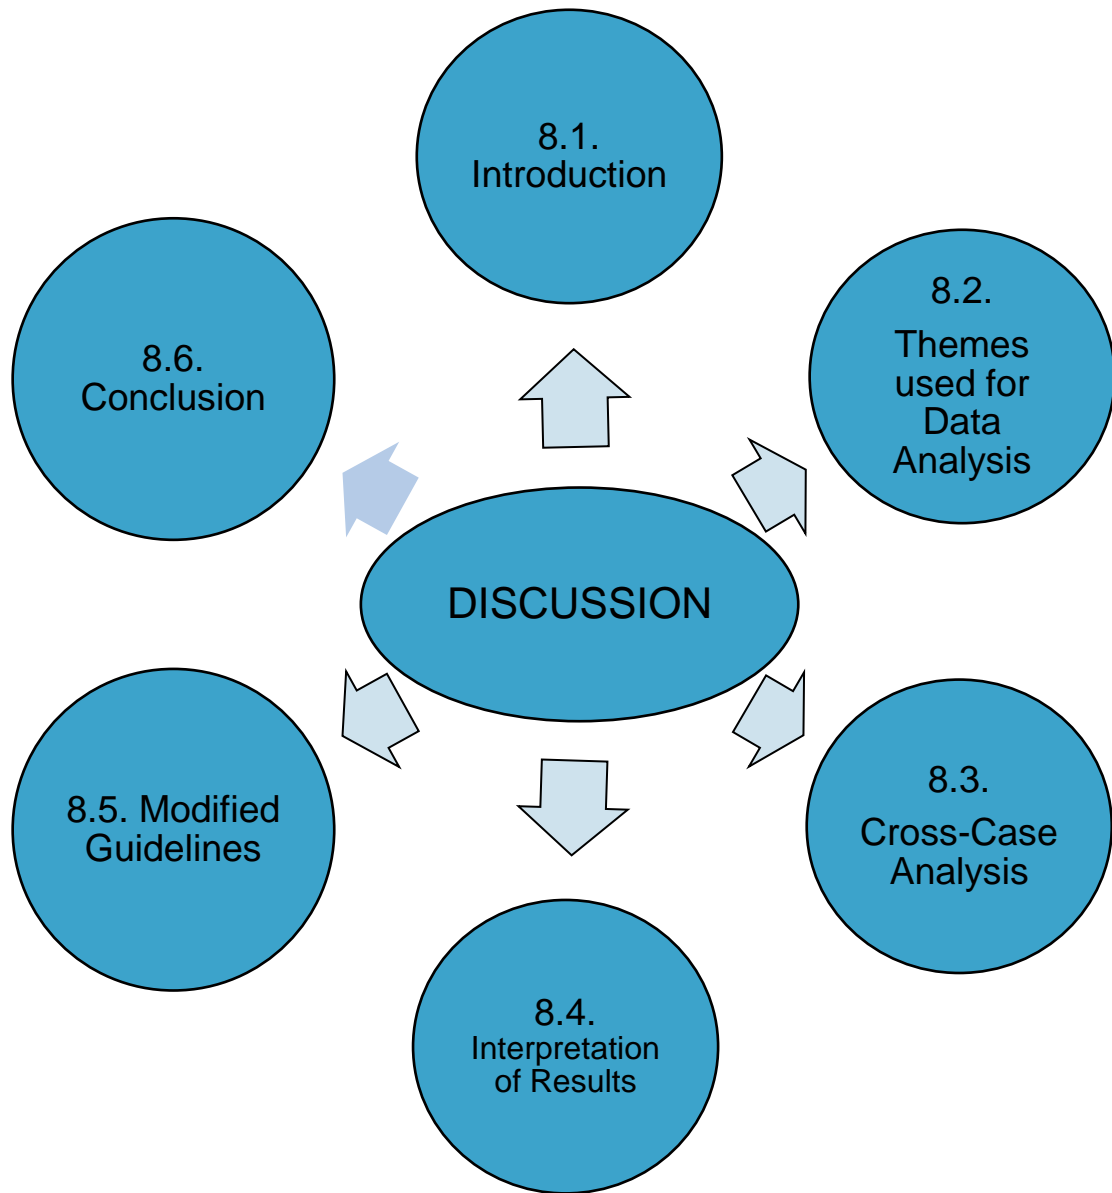 8.1.
Introduction
8.2.
Themes
used for
Data
Analysis
8.3.
Cross-Case
Analysis
8.4.
Interpretation
of Results
8.5. Modified
Guidelines
8.6.
Conclusion
DISCUSSION